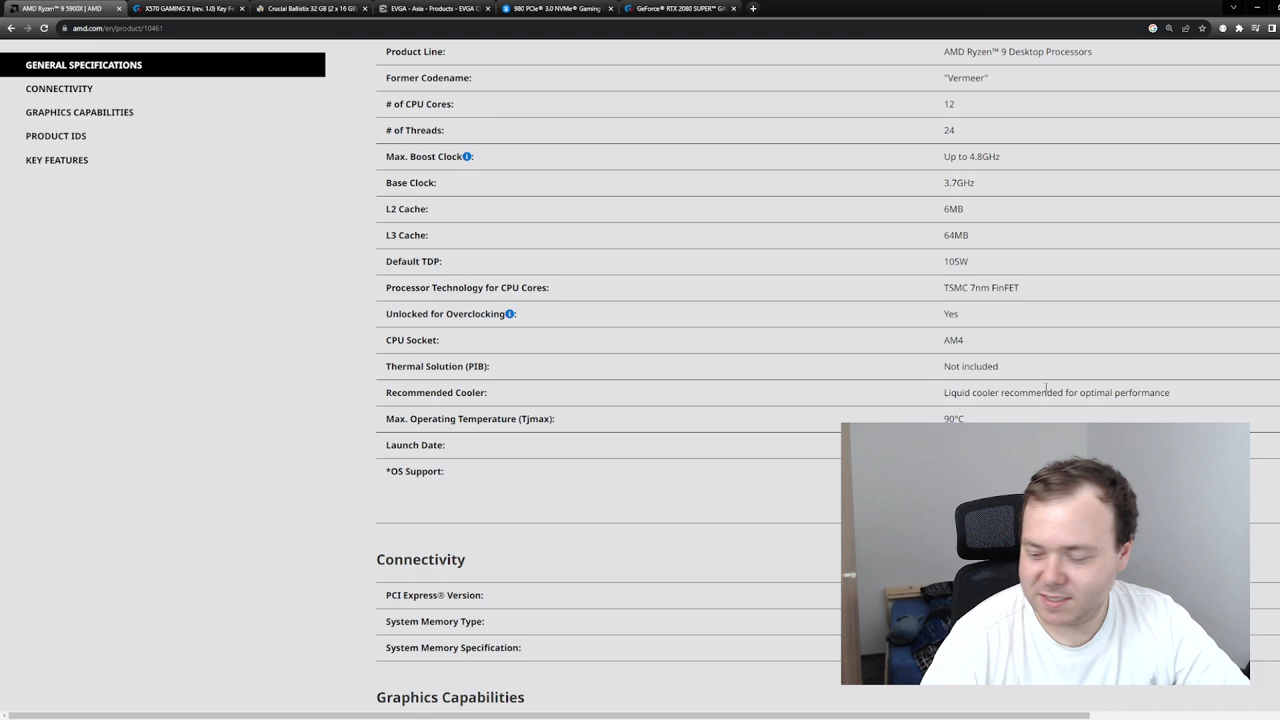 AMD Ryzen™ 9 5900X | AMD
X570 GAMING X (rev. 1.0) Key Fe
Crucial Ballistix 32 GB (2 x 16 GB
EVGA - Asia - Products - EVGA C
980 PCIe® 3.0 NVMe® Gaming
GeForce® RTX 2080 SUPER™ GA
amd.com/en/product/10461
GENERAL SPECIFICATIONS
CONNECTIVITY
GRAPHICS CAPABILITIES
PRODUCT IDS
KEY FEATURES
Product Line: AMD Ryzen™ 9 Desktop Processors
Former Codename: "Vermeer"
# of CPU Cores: 12
# of Threads: 24
Max. Boost Clock: Up to 4.8GHz
Base Clock: 3.7GHz
L2 Cache: 6MB
L3 Cache: 64MB
Default TDP: 105W
Processor Technology for CPU Cores: TSMC 7nm FinFET
Unlocked for Overclocking: Yes
CPU Socket: AM4
Thermal Solution (PIB): Not included
Recommended Cooler: Liquid cooler recommended for optimal performance
Max. Operating Temperature (Tjmax): 90°C
Launch Date:
*OS Support:
Connectivity
PCI Express® Version:
System Memory Type:
System Memory Specification:
Graphics Capabilities